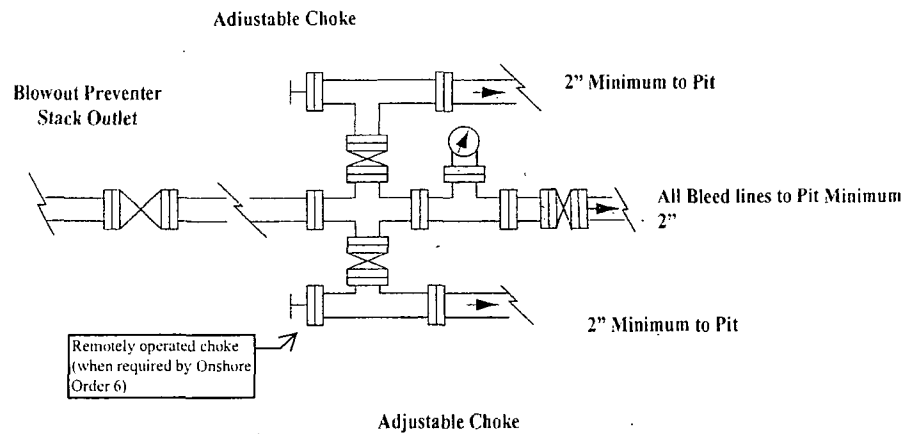 Adjustable Choke
Blowout Preventer
Stack Outlet
2” Minimum to Pit
All Bleed lines to Pit Minimum
2”
2” Minimum to Pit
Remotely operated choke
(when required by Onshore
Order 6)
Adjustable Choke